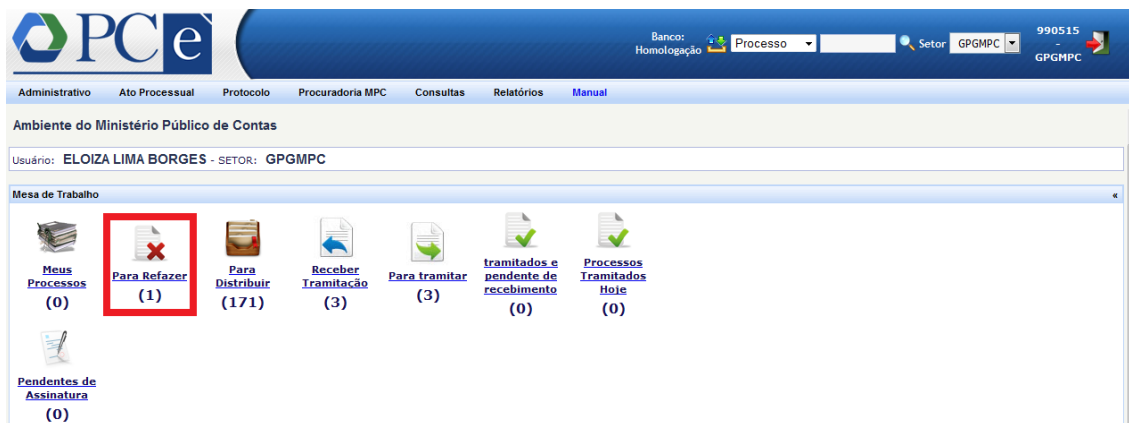 PCe
Banco:
Homologação
Processo
Setor
GPGMPC
990515
-
GPGMPC
Administrativo Ato Processual Protocolo Procuradoria MPC Consultas Relatórios Manual
Ambiente do Ministério Público de Contas
Usuário: ELOIZA LIMA BORGES - SETOR: GPGMPC
Mesa de Trabalho «
Meus
Processos
(0)
Para Refazer
(1)
Para
Distribuir
(171)
Receber
Tramitação
(3)
Para tramitar
(3)
tramitados e
pendente de
recebimento
(0)
Processos
Tramitados
Hoje
(0)
Pendentes de
Assinatura
(0)